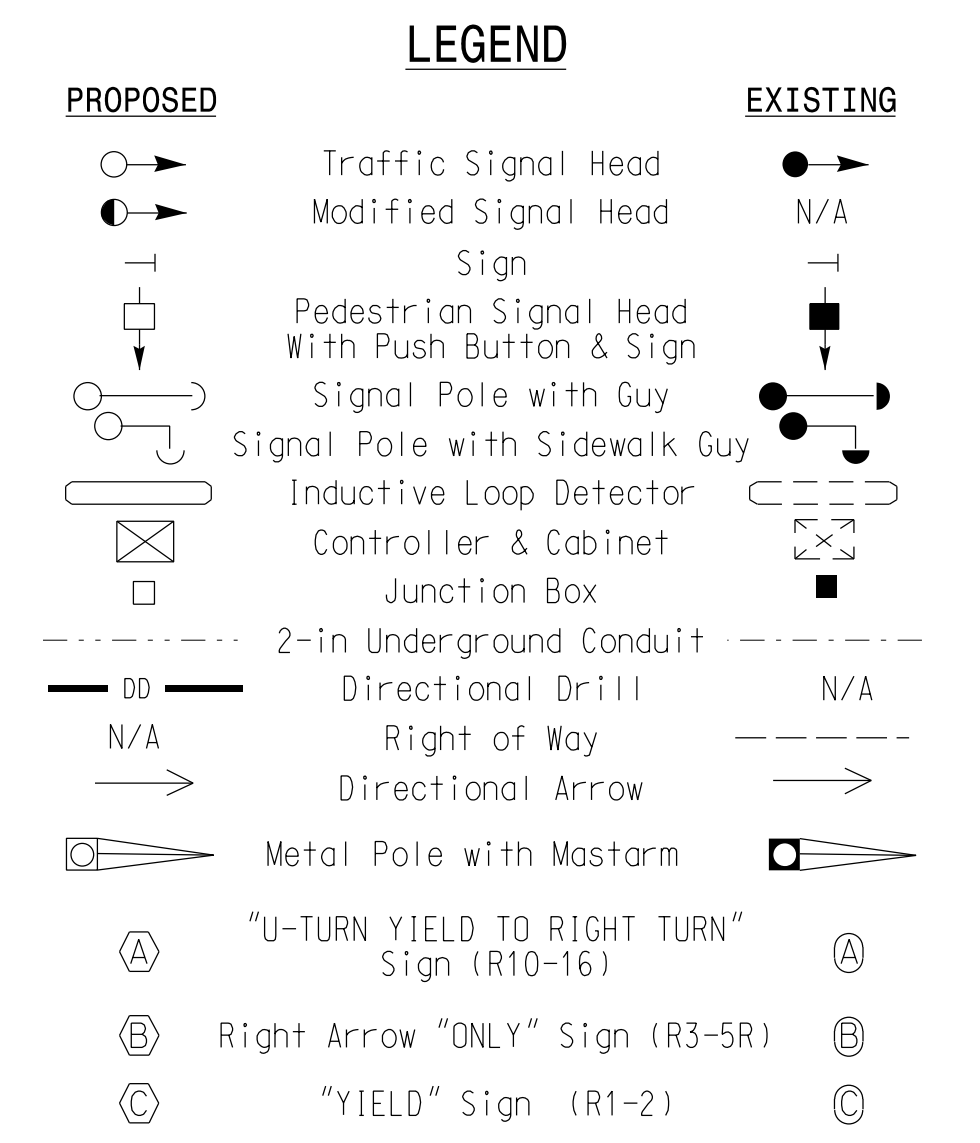 LEGEND
PROPOSED EXISTING
Traffic Signal Head
Modified Signal Head N/A
Sign
Pedestrian Signal Head
With Push Button & Sign
Signal Pole with Guy
Signal Pole with Sidewalk Guy
Inductive Loop Detector
Controller & Cabinet
Junction Box
2-in Underground Conduit
DD Directional Drill N/A
N/A Right of Way
Directional Arrow
Metal Pole with Mastarm
"U-TURN YIELD TO RIGHT TURN"
A Sign (R10-16) A
B Right Arrow "ONLY" Sign (R3-5R) B
C "YIELD" Sign (R1-2) C